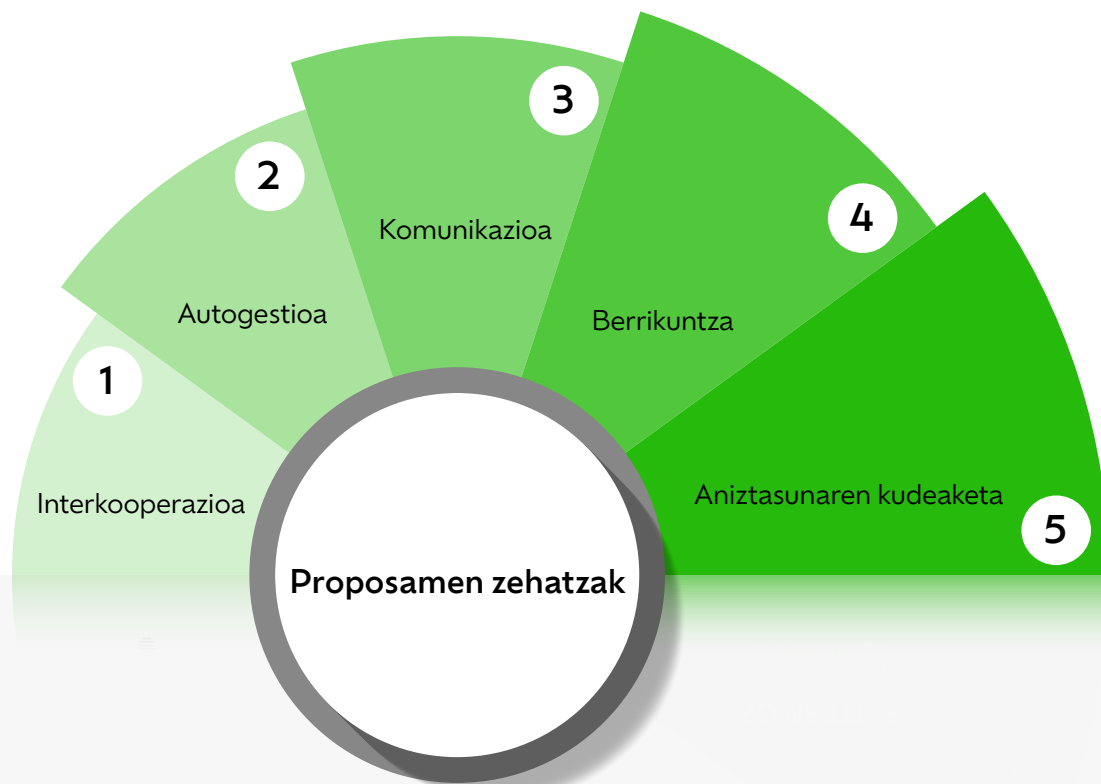 1
Interkooperazioa
2
Autogestioa
3
Komunikazioa
4
Berrikuntza
5
Aniztasunaren kudeaketa
Proposamen zehatzak